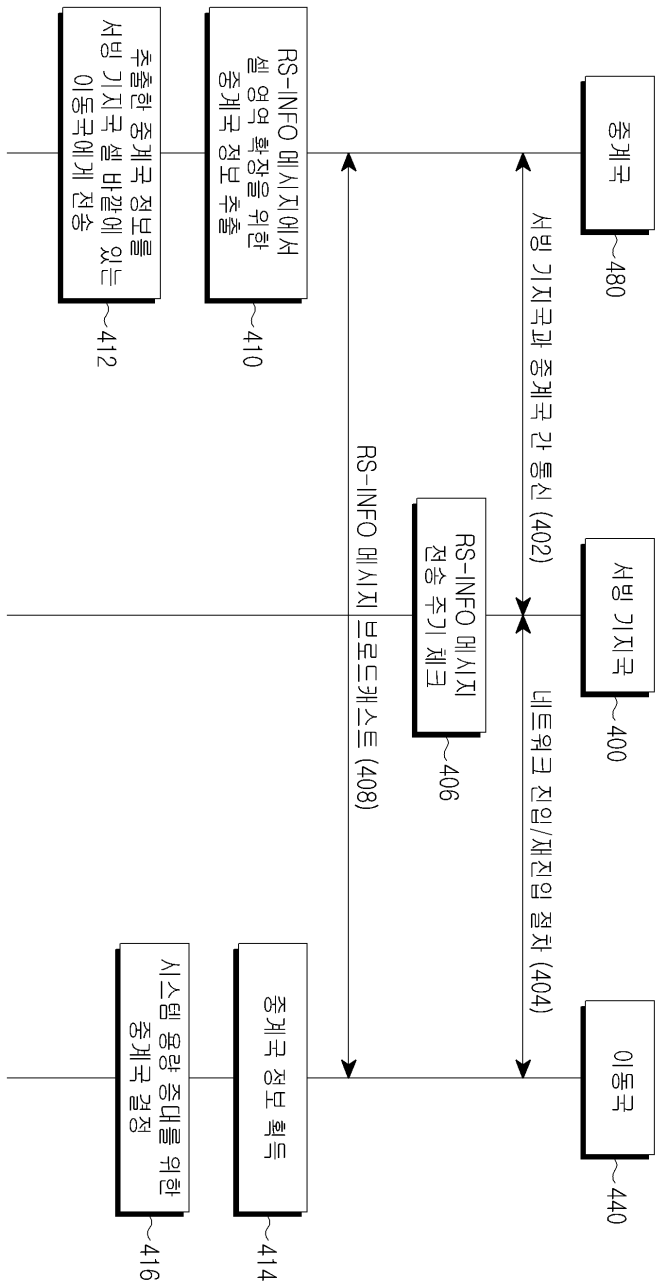 중계국
480
서빙 기지국
400
이동국
440
서빙 기지국과 중계국 간 통신 (402)
네트워크 진입/재진입 절차 (404)
RS-INFO 메시지
전송 주기 체크
406
RS-INFO 메시지 브로드캐스트 (408)
RS-INFO 메시지에서
셀 영역 확장을 위한
중계국 정보 추출
410
중계국 정보 획득
414
추출한 중계국 정보를
서빙 기지국 셀 바깥에 있는
이동국에게 전송
412
시스템 용량 증대를 위한
중계국 결정
416